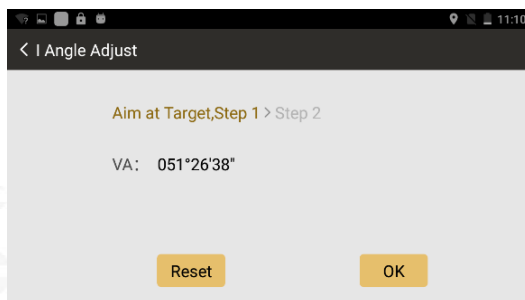 11:10
I Angle Adjust
Aim at Target,Step 1 > Step 2
VA: 051°26'38"
Reset OK